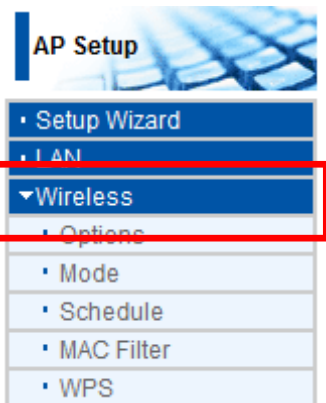 AP Setup
Setup Wizard
LAN
Wireless
Options
Mode
Schedule
MAC Filter
WPS